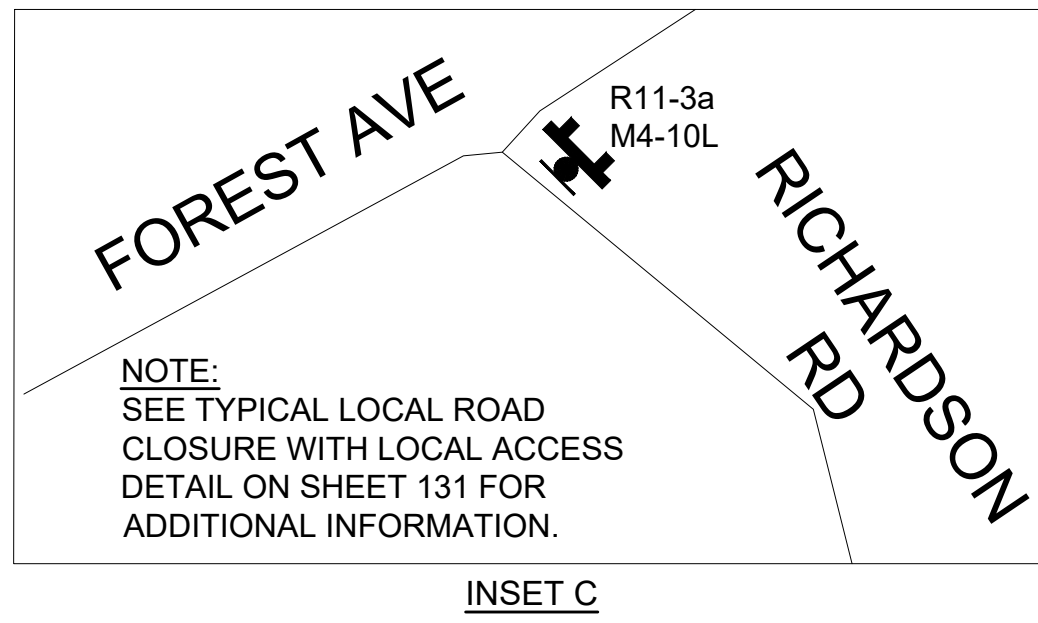 FOREST AVE
R11-3a
M4-10L
RICHARDSON
RD
NOTE:
SEE TYPICAL LOCAL ROAD
CLOSURE WITH LOCAL ACCESS
DETAIL ON SHEET 131 FOR
ADDITIONAL INFORMATION.
INSET C